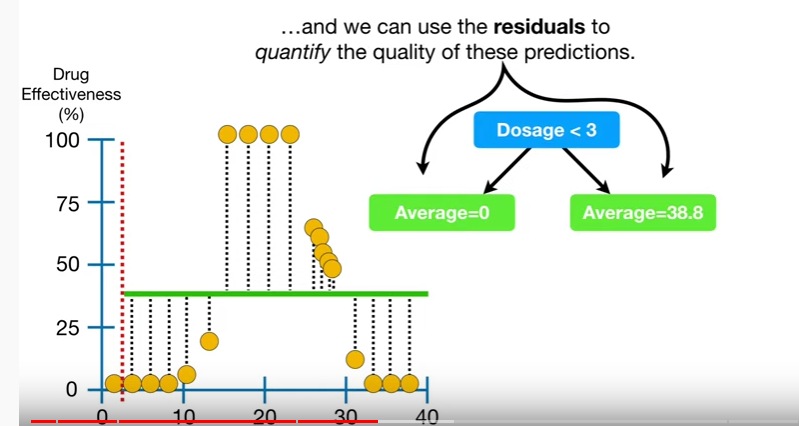 …and we can use the residuals to
quantify the quality of these predictions.
Drug
Effectiveness
(%)
100
75
50
25
0
0 10 20 30 40
Dosage < 3
Average=0 Average=38.8